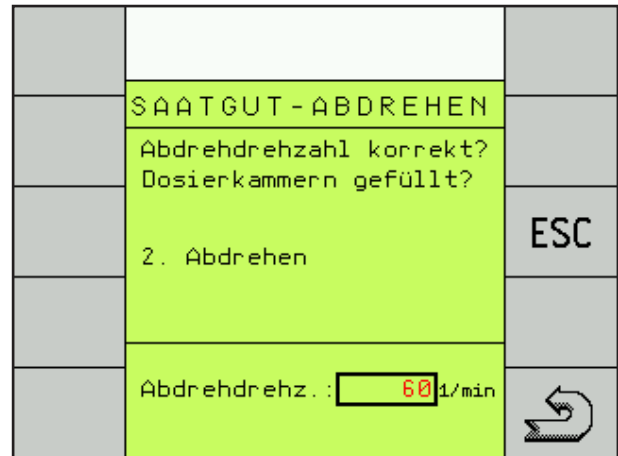 SAATGUT-ABDREHEN
Abdrehdrehzahl korrekt?
Dosierkammern gefüllt?
ESC
2. Abdrehen
Abdrehdrehz.: 60 1/min